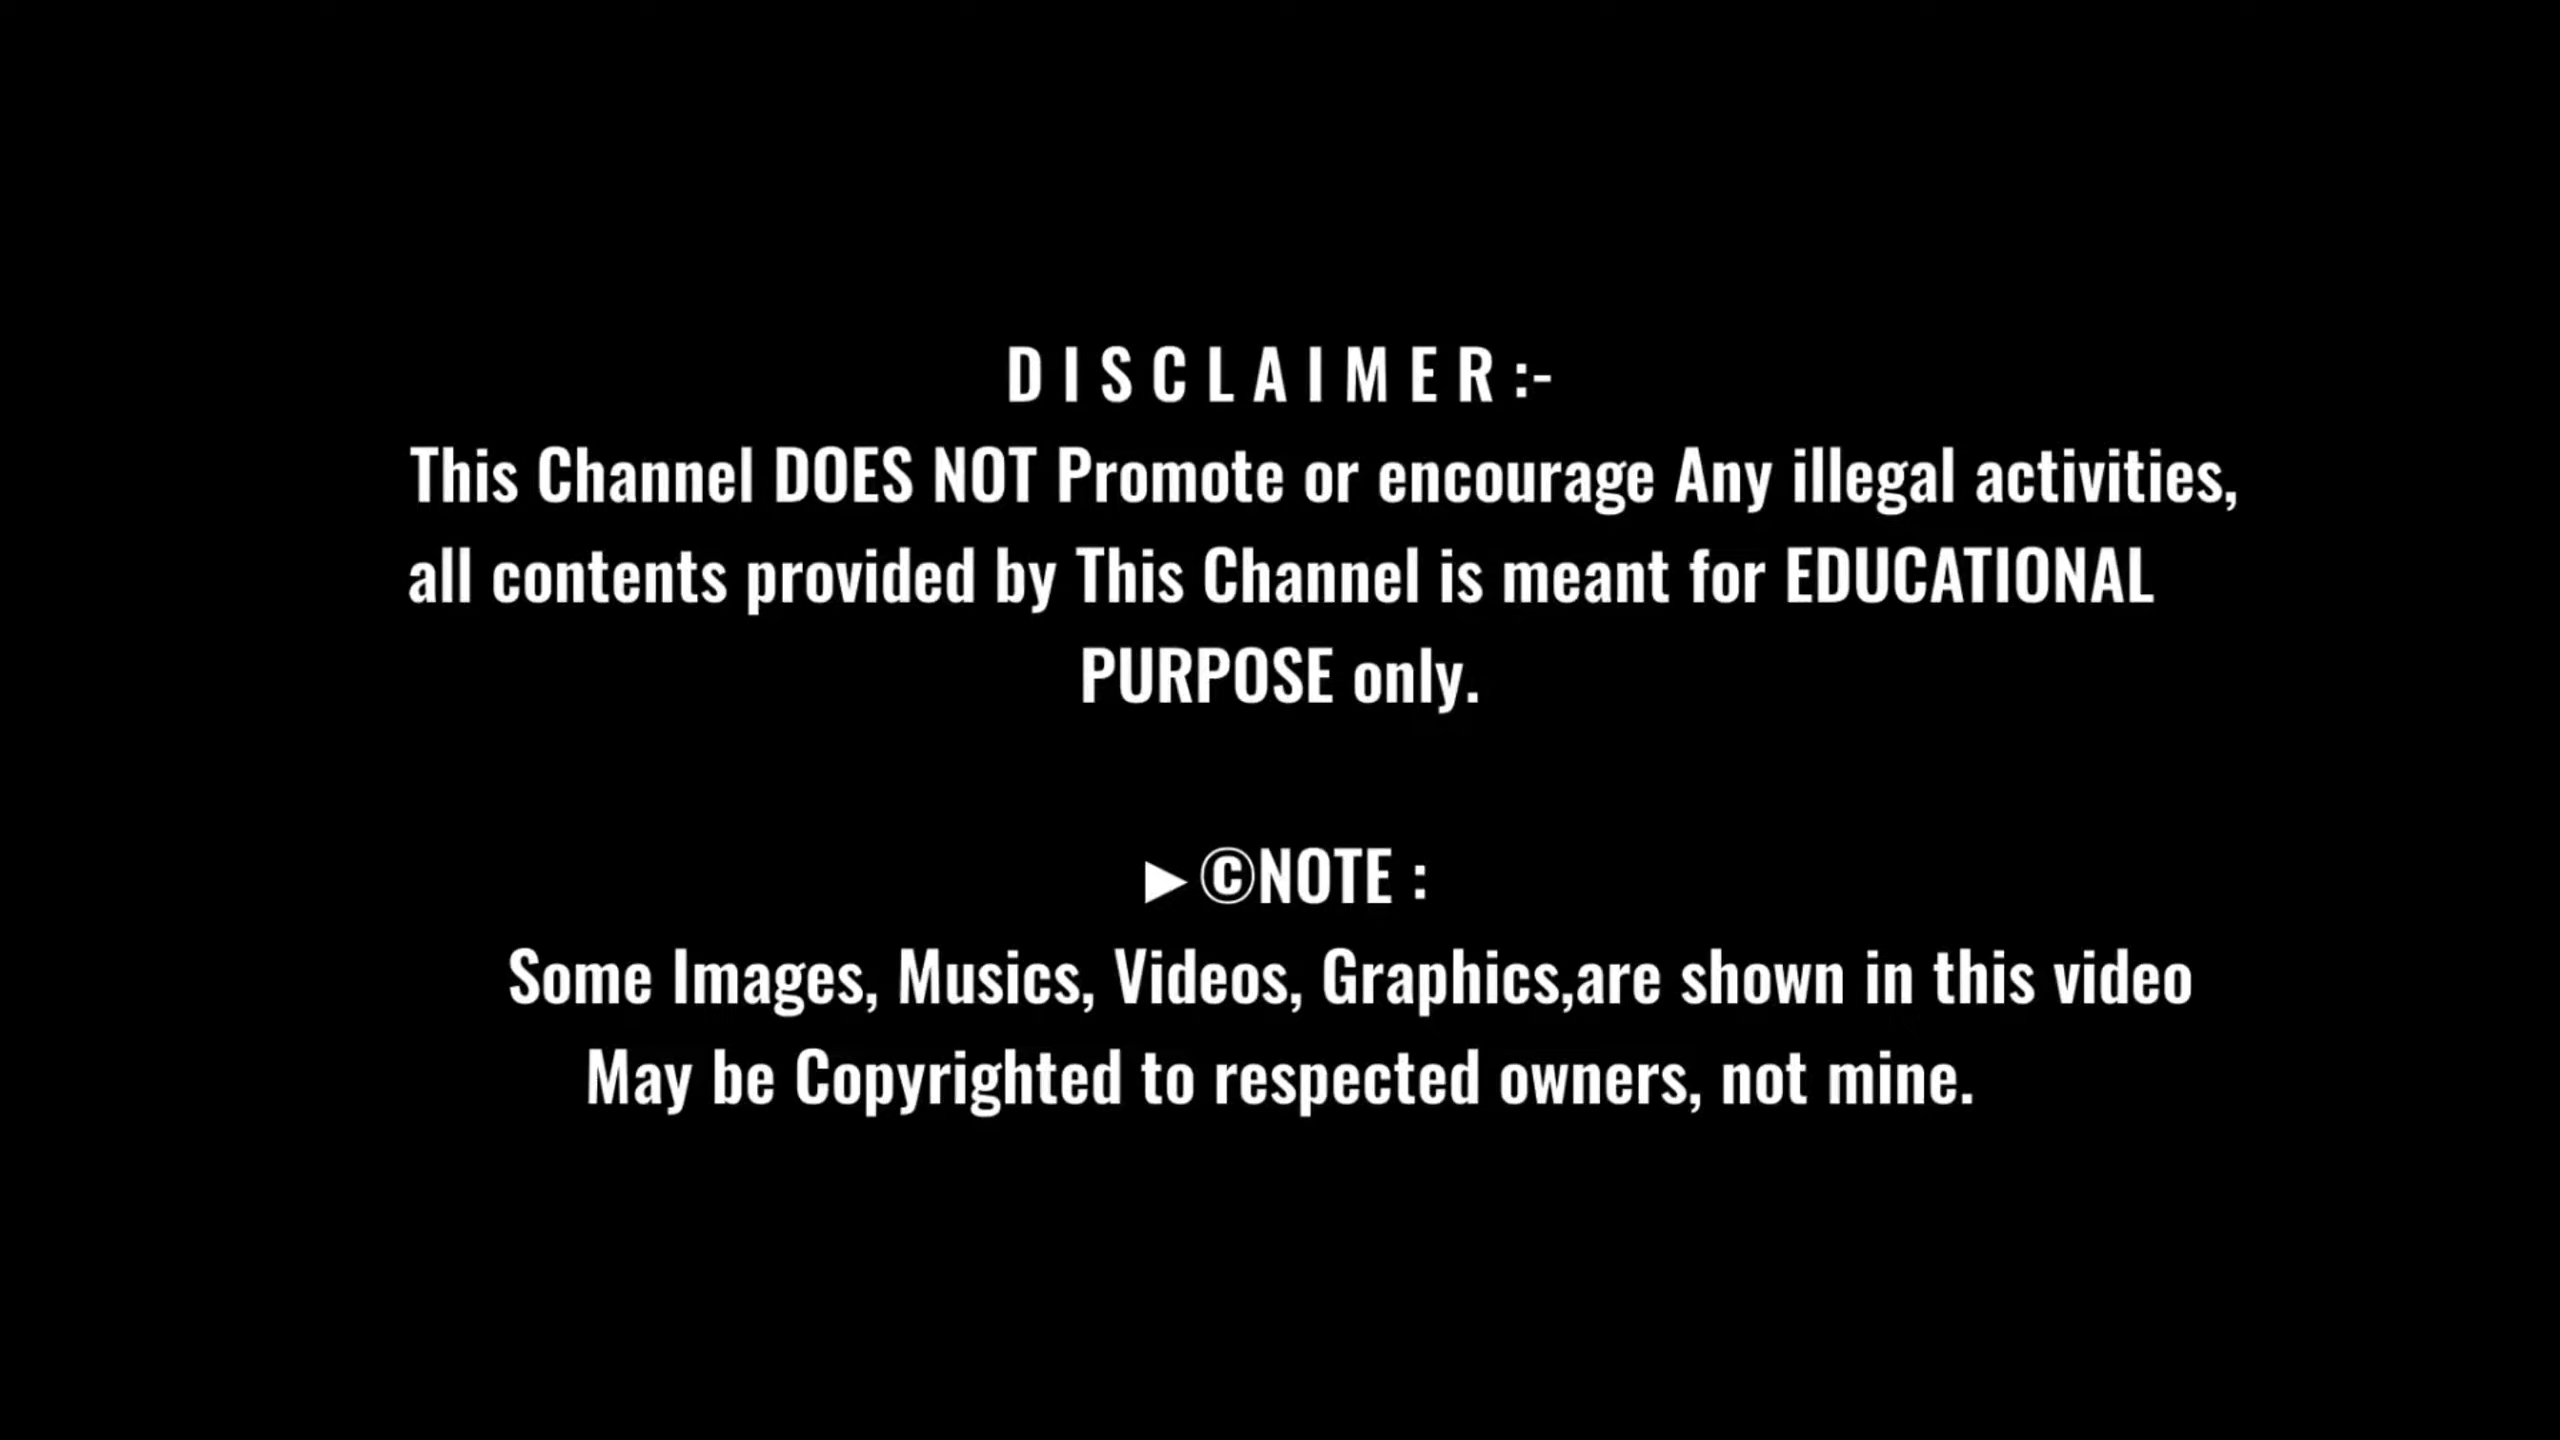 D I S C L A I M E R :-
This Channel DOES NOT Promote or encourage Any illegal activities,
all contents provided by This Channel is meant for EDUCATIONAL
PURPOSE only.
►©NOTE :
Some Images, Musics, Videos, Graphics,are shown in this video
May be Copyrighted to respected owners, not mine.